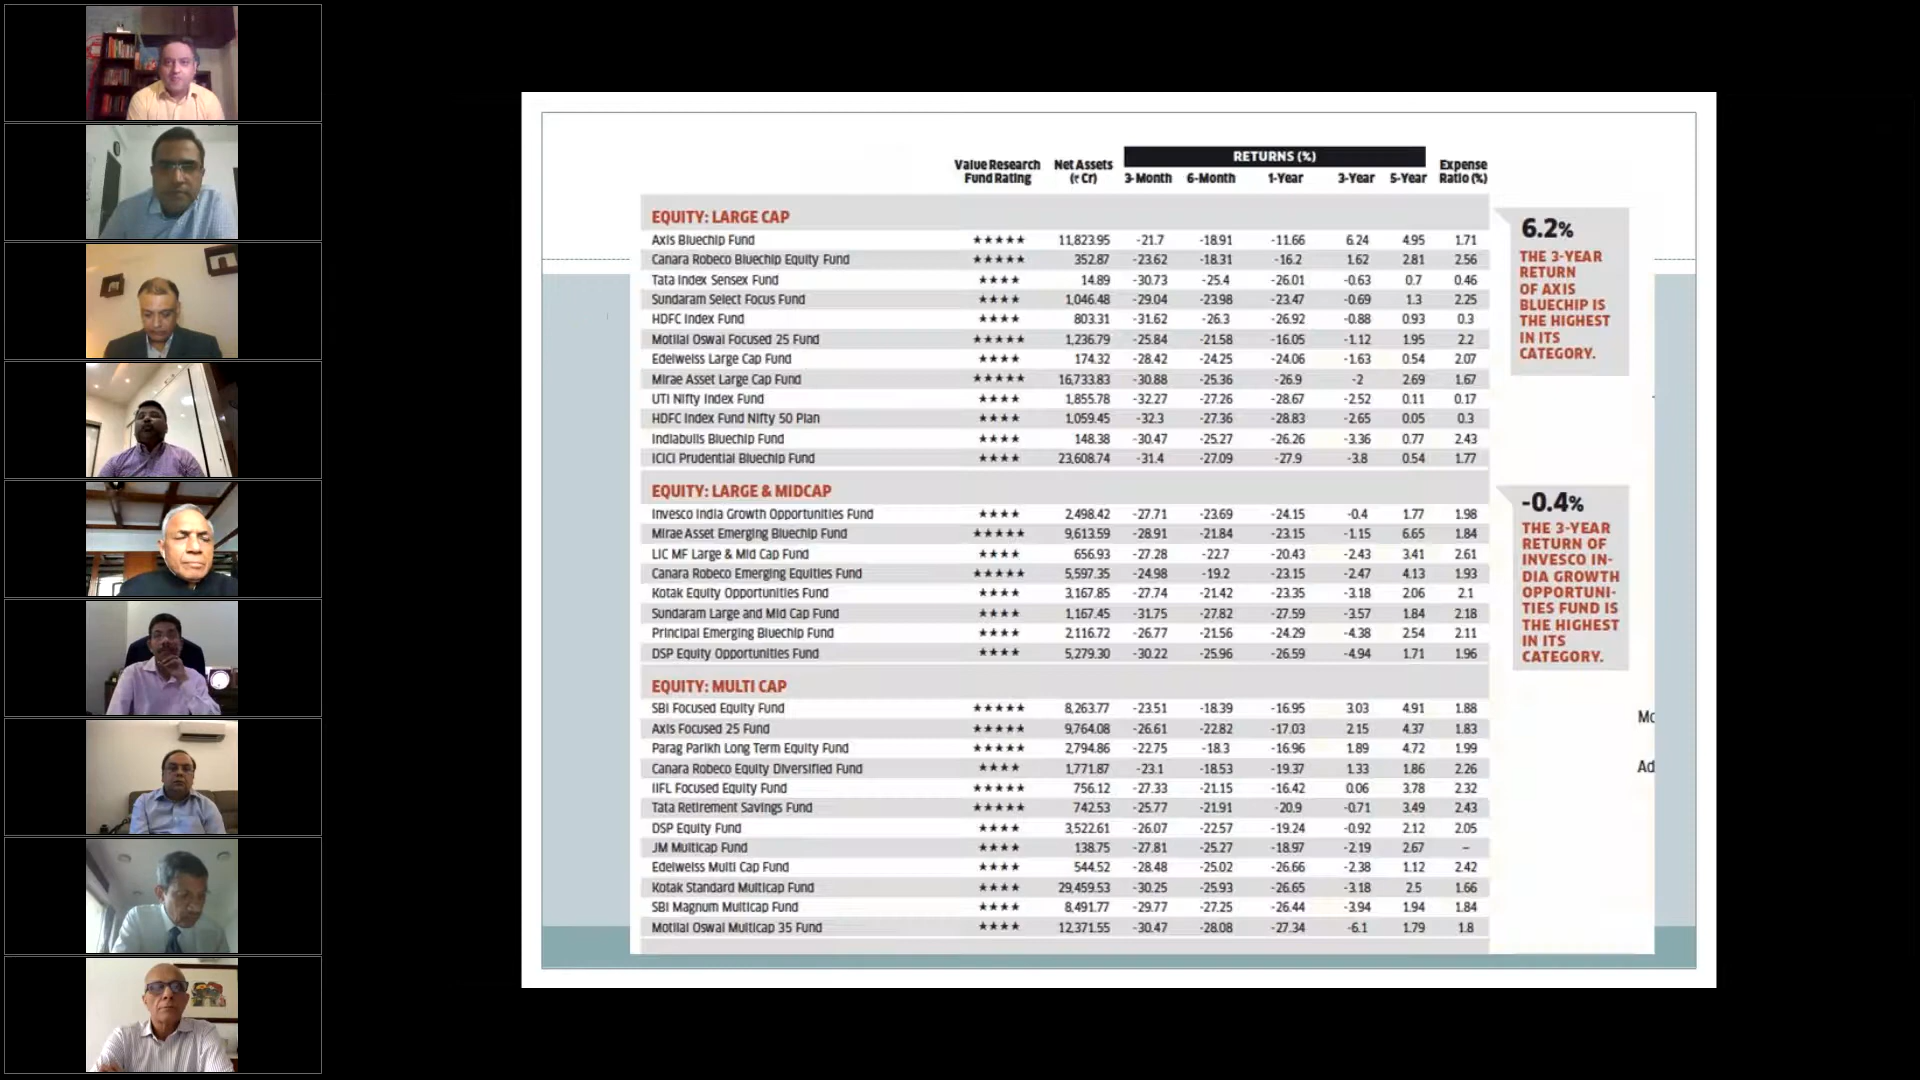 RETURNS (%)
Value Research Net Assets Expense
Fund Rating (₹ Cr) 3-Month 6-Month 1-Year 3-Year 5-Year Ratio (%)
EQUITY: LARGE CAP
Axis Bluechip Fund ★★★★★ 11,823.95 -21.7 -18.91 -11.66 6.24 4.95 1.71
Canara Robeco Bluechip Equity Fund ★★★★★ 352.87 -23.62 -18.31 -16.2 1.62 2.81 2.56
Tata Index Sensex Fund ★★★★ 14.89 -30.73 -25.4 -26.01 -0.63 0.7 0.46
Sundaram Select Focus Fund ★★★★ 1,046.48 -29.04 -23.98 -23.47 -0.69 1.3 2.25
HDFC Index Fund ★★★★ 803.31 -31.62 -26.3 -26.92 -0.88 0.93 0.3
Motilal Oswal Focused 25 Fund ★★★★★ 1,236.79 -25.84 -21.58 -16.05 -1.12 1.95 2.2
Edelweiss Large Cap Fund ★★★★ 174.32 -28.42 -24.25 -24.06 -1.63 0.54 2.07
Mirae Asset Large Cap Fund ★★★★★ 16,733.83 -30.88 -25.36 -26.9 -2 2.69 1.67
UTI Nifty Index Fund ★★★★ 1,855.78 -32.27 -27.26 -28.67 -2.52 0.11 0.17
HDFC Index Fund Nifty 50 Plan ★★★★ 1,059.45 -32.3 -27.36 -28.83 -2.65 0.05 0.3
Indiabulls Bluechip Fund ★★★★ 148.38 -30.47 -25.27 -26.26 -3.36 0.77 2.43
ICICI Prudential Bluechip Fund ★★★★ 23,608.74 -31.4 -27.09 -27.9 -3.8 0.54 1.77
6.2%
THE 3-YEAR
RETURN
OF AXIS
BLUECHIP IS
THE HIGHEST
IN ITS
CATEGORY.
EQUITY: LARGE & MIDCAP
Invesco India Growth Opportunities Fund ★★★★ 2,498.42 -27.71 -23.69 -24.15 -0.4 1.77 1.98
Mirae Asset Emerging Bluechip Fund ★★★★★ 9,613.59 -28.91 -21.84 -23.15 -1.15 6.65 1.84
LIC MF Large & Mid Cap Fund ★★★★ 656.93 -27.28 -22.7 -20.43 -2.43 3.41 2.61
Canara Robeco Emerging Equities Fund ★★★★★ 5,597.35 -24.98 -19.2 -23.15 -2.47 4.13 1.93
Kotak Equity Opportunities Fund ★★★★ 3,167.85 -27.74 -21.42 -23.35 -3.18 2.06 2.1
Sundaram Large and Mid Cap Fund ★★★★ 1,167.45 -31.75 -27.82 -27.59 -3.57 1.84 2.18
Principal Emerging Bluechip Fund ★★★★ 2,116.72 -26.77 -21.56 -24.29 -4.38 2.54 2.11
DSP Equity Opportunities Fund ★★★★ 5,279.30 -30.22 -25.96 -26.59 -4.94 1.71 1.96
-0.4%
THE 3-YEAR
RETURN OF
INVESCO IN-
DIA GROWTH
OPPORTUNI-
TIES FUND IS
THE HIGHEST
IN ITS
CATEGORY.
EQUITY: MULTI CAP
SBI Focused Equity Fund ★★★★★ 8,263.77 -23.51 -18.39 -16.95 3.03 4.91 1.88
Axis Focused 25 Fund ★★★★★ 9,764.08 -26.61 -22.82 -17.03 2.15 4.37 1.83
Parag Parikh Long Term Equity Fund ★★★★★ 2,794.86 -22.75 -18.3 -16.96 1.89 4.72 1.99
Canara Robeco Equity Diversified Fund ★★★★ 1,771.87 -23.1 -18.53 -19.37 1.33 1.86 2.26
IIFL Focused Equity Fund ★★★★★ 756.12 -27.33 -21.15 -16.42 0.06 3.78 2.32
Tata Retirement Savings Fund ★★★★★ 742.53 -25.77 -21.91 -20.9 -0.71 3.49 2.43
DSP Equity Fund ★★★★ 3,522.61 -26.07 -22.57 -19.24 -0.92 2.12 2.05
JM Multicap Fund ★★★★ 138.75 -27.81 -25.27 -18.97 -2.19 2.67 –
Edelweiss Multi Cap Fund ★★★★ 544.52 -28.48 -25.02 -26.66 -2.38 1.12 2.42
Kotak Standard Multicap Fund ★★★★ 29,459.53 -30.25 -25.93 -26.65 -3.18 2.5 1.66
SBI Magnum Multicap Fund ★★★★ 8,491.77 -29.77 -27.25 -26.44 -3.94 1.94 1.84
Motilal Oswal Multicap 35 Fund ★★★★ 12,371.55 -30.47 -28.08 -27.34 -6.1 1.79 1.8
Mc
Ad